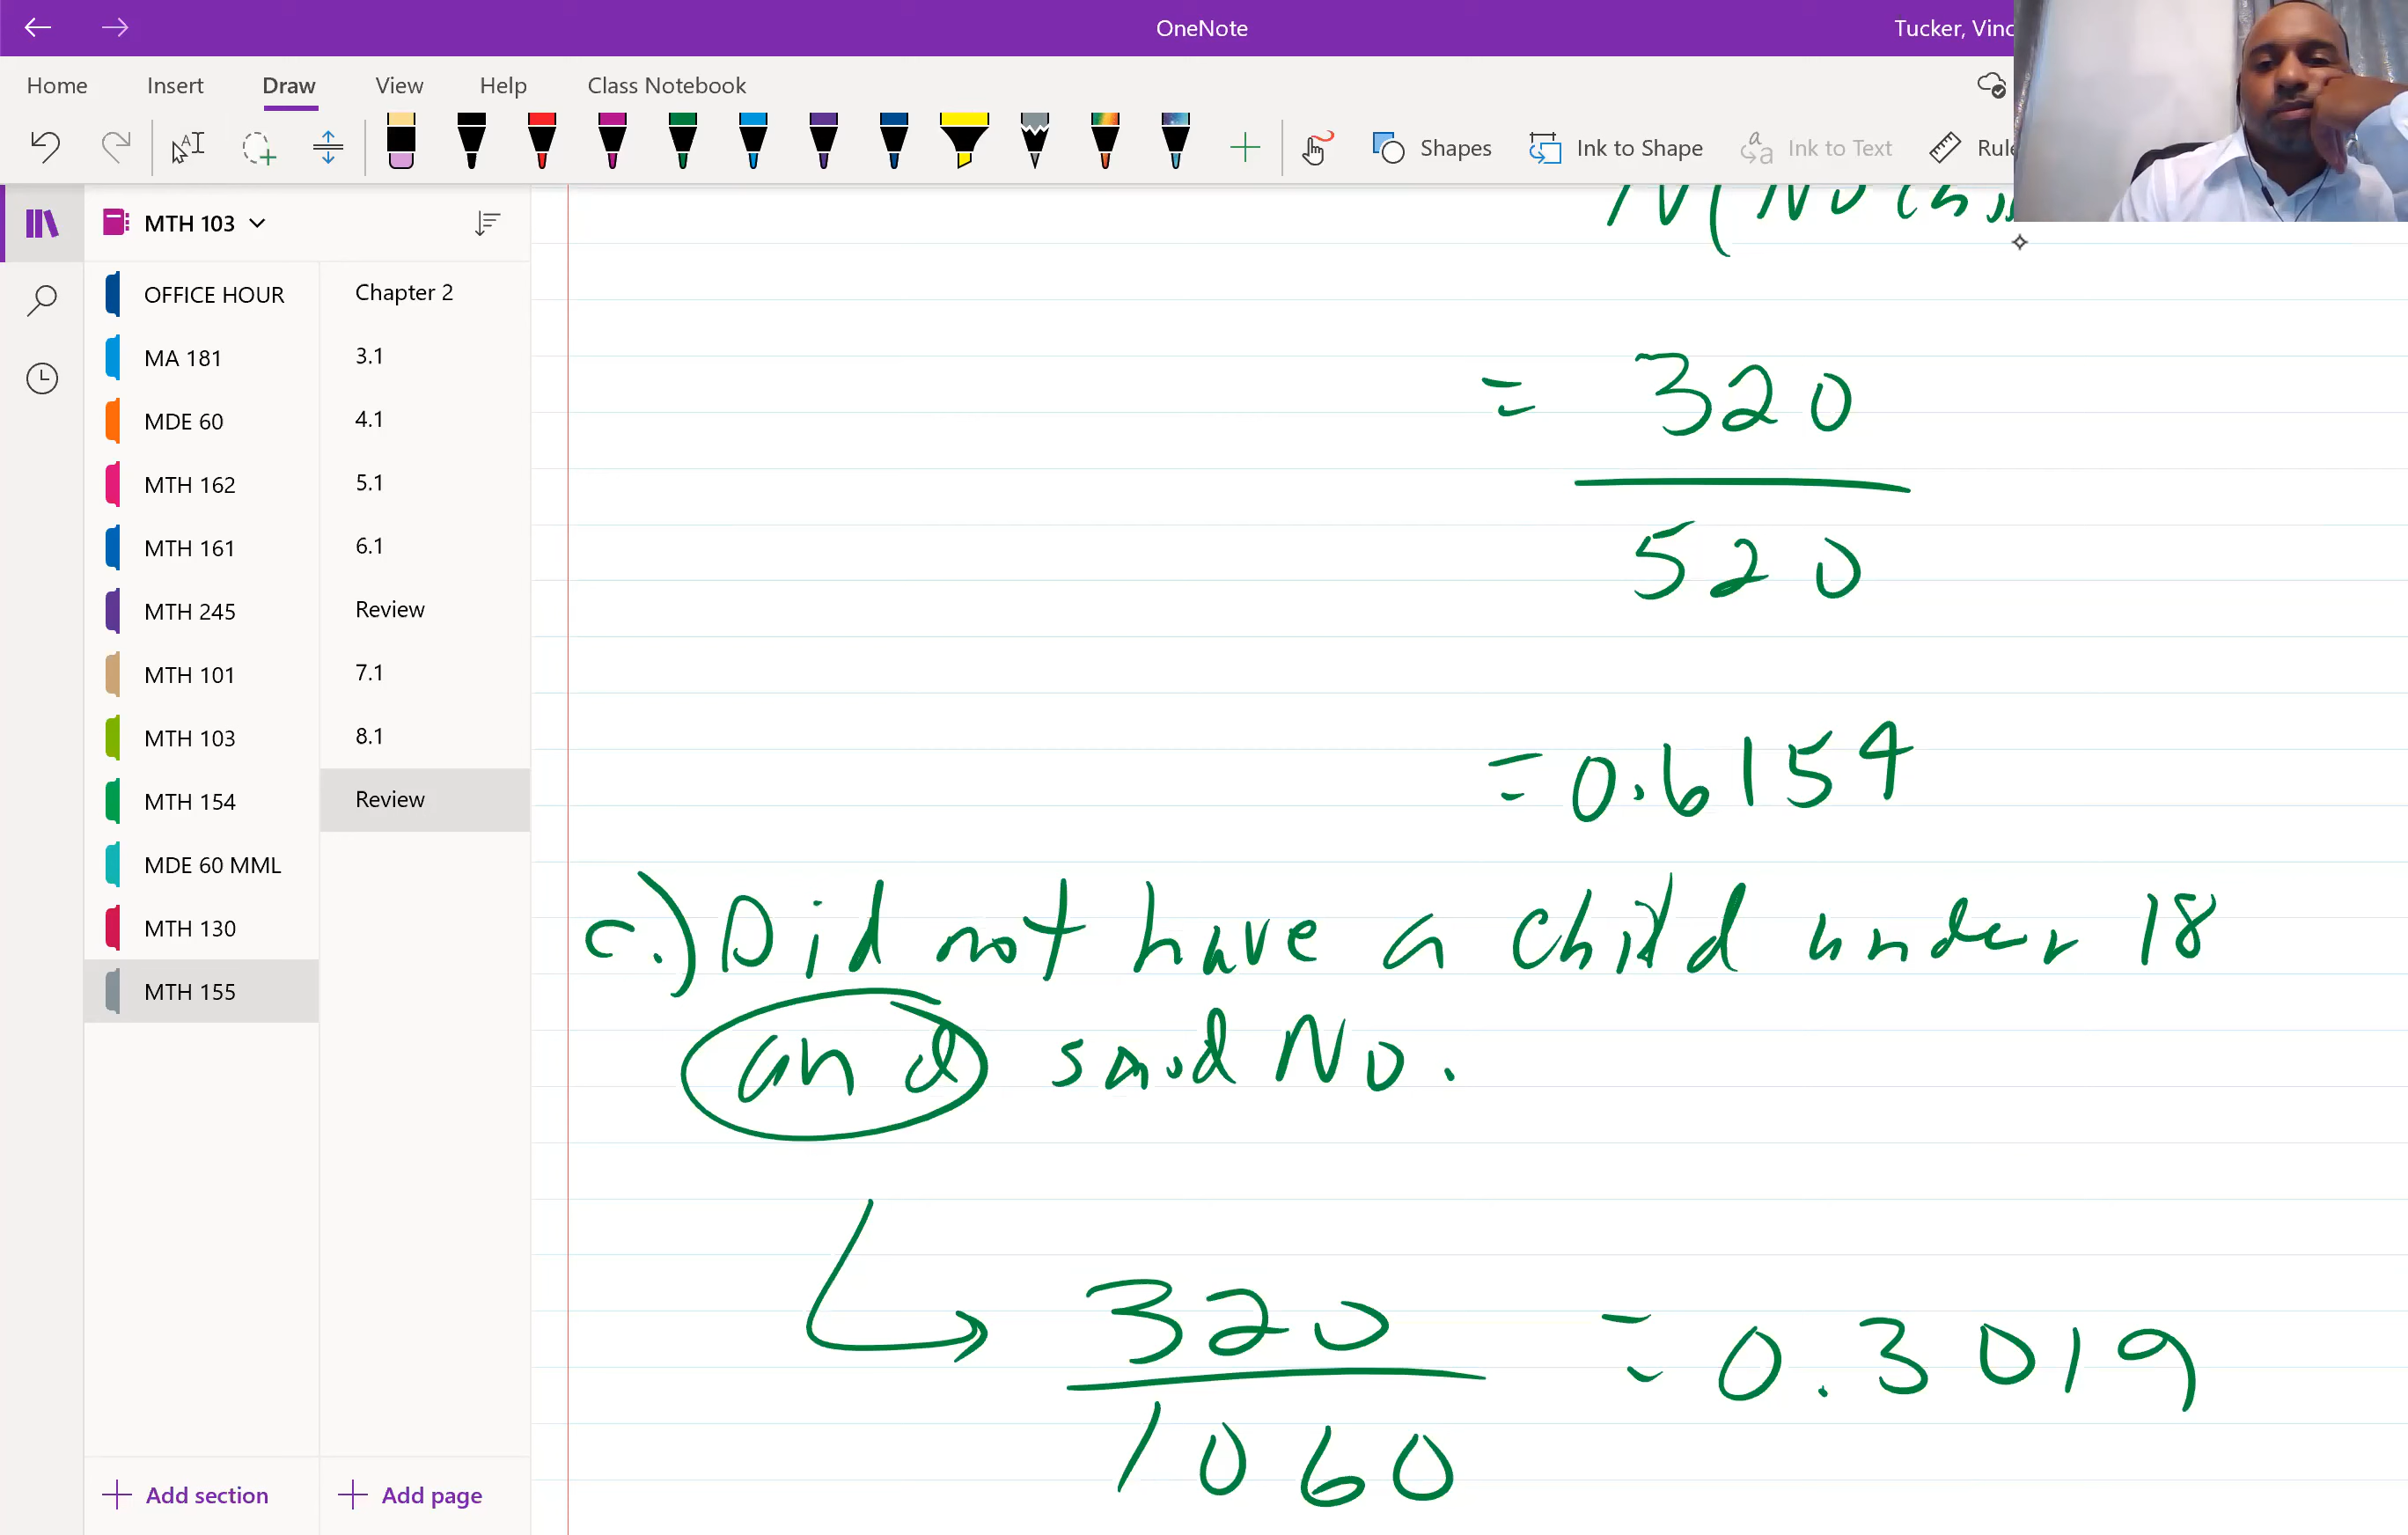 OneNote
Tucker, Vinc
Home Insert Draw View Help Class Notebook
Shapes Ink to Shape Ink to Text Rule
MTH 103
OFFICE HOUR
MA 181
MDE 60
MTH 162
MTH 161
MTH 245
MTH 101
MTH 103
MTH 154
MDE 60 MML
MTH 130
MTH 155
Add section
Chapter 2
3.1
4.1
5.1
6.1
Review
7.1
8.1
Review
Add page
N(No
= 320
520
= 0.6154
c.) Did not have a child under 18
and said No.
320
1060
= 0.3019